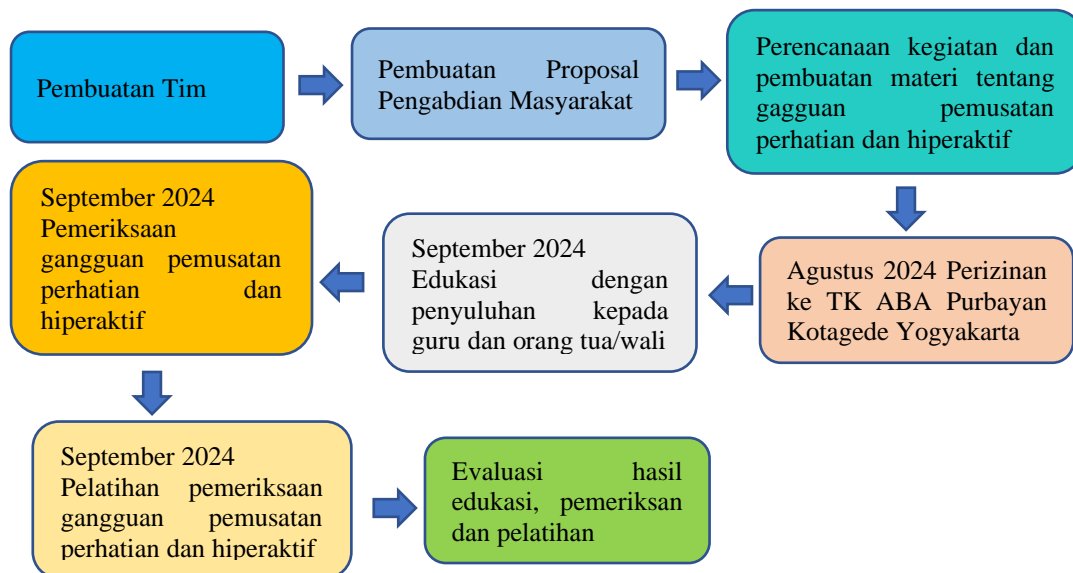 Pembuatan Tim
Pembuatan Proposal
Pengabdian Masyarakat
Perencanaan kegiatan dan
pembuatan materi tentang
gagguan pemusatan
perhatian dan hiperaktif
Agustus 2024 Perizinan
ke TK ABA Purbayan
Kotagede Yogyakarta
September 2024
Edukasi dengan
penyuluhan kepada
guru dan orang tua/wali
September 2024
Pemeriksaan
gangguan pemusatan
perhatian dan
hiperaktif
September 2024
Pelatihan pemeriksaan
gangguan pemusatan
perhatian dan hiperaktif
Evaluasi hasil
edukasi, pemeriksan
dan pelatihan